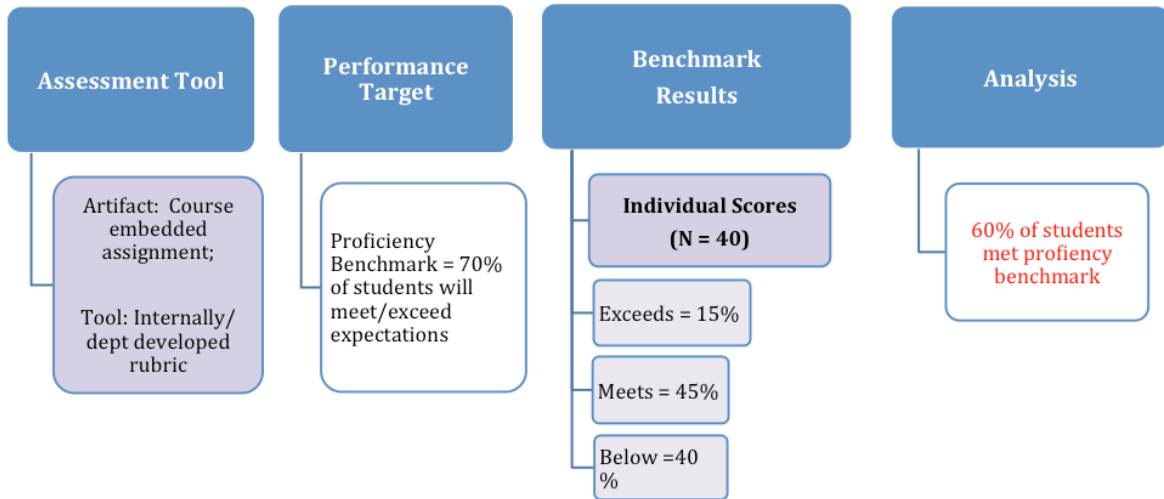 Assessment Tool
Artifact:  Course
embedded
assignment;
Tool: Internally/
dept developed
rubric
Performance
Target
Proficiency
Benchmark = 70%
of students will
meet/exceed
expectations
Benchmark
Results
Individual Scores
(N = 40)
Exceeds = 15%
Meets = 45%
Below =40
%
Analysis
60% of students
met profiency
benchmark